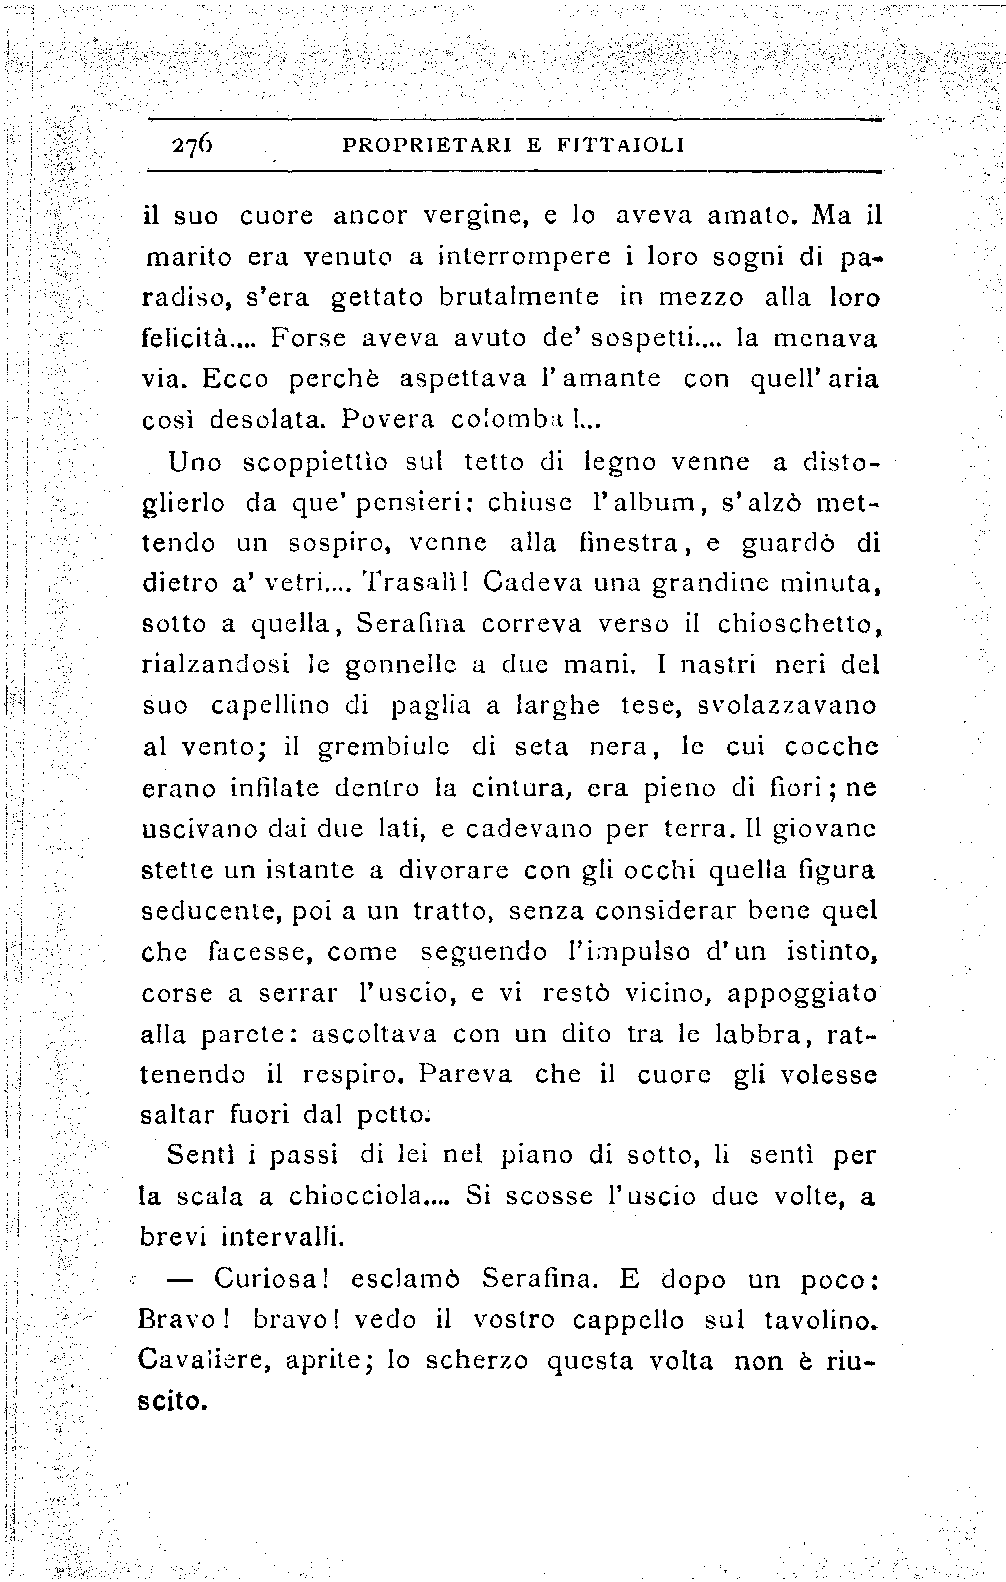 276 PROPRIETARI E FITTAIOLI
il suo cuore ancor vergine, e lo aveva amato. Ma il
marito era venuto a interrompere i loro sogni di pa-
radiso, s'era gettato brutalmente in mezzo alla loro
felicità.... Forse aveva avuto de' sospetti.... la menava
via. Ecco perchè aspettava l'amante con quell'aria
così desolata. Povera colomba!...
Uno scoppiettìo sul tetto di legno venne a disto-
glierlo da que' pensieri: chiuse l'album, s'alzò met-
tendo un sospiro, venne alla finestra, e guardò di
dietro a' vetri.... Trasalì! Cadeva una grandine minuta,
sotto a quella, Serafina correva verso il chioschetto,
rialzandosi le gonnelle a due mani. I nastri neri del
suo capellino di paglia a larghe tese, svolazzavano
al vento; il grembiule di seta nera, le cui cocche
erano infilate dentro la cintura, era pieno di fiori; ne
uscivano dai due lati, e cadevano per terra. Il giovane
stette un istante a divorare con gli occhi quella figura
seducente, poi a un tratto, senza considerar bene quel
che facesse, come seguendo l'impulso d'un istinto,
corse a serrar l'uscio, e vi restò vicino, appoggiato
alla parete: ascoltava con un dito tra le labbra, rat-
tenendo il respiro. Pareva che il cuore gli volesse
saltar fuori dal petto.
Sentì i passi di lei nel piano di sotto, li sentì per
la scala a chiocciola.... Si scosse l'uscio due volte, a
brevi intervalli.
— Curiosa! esclamò Serafina. E dopo un poco:
Bravo! bravo! vedo il vostro cappello sul tavolino.
Cavaliere, aprite; lo scherzo questa volta non è riu-
scito.